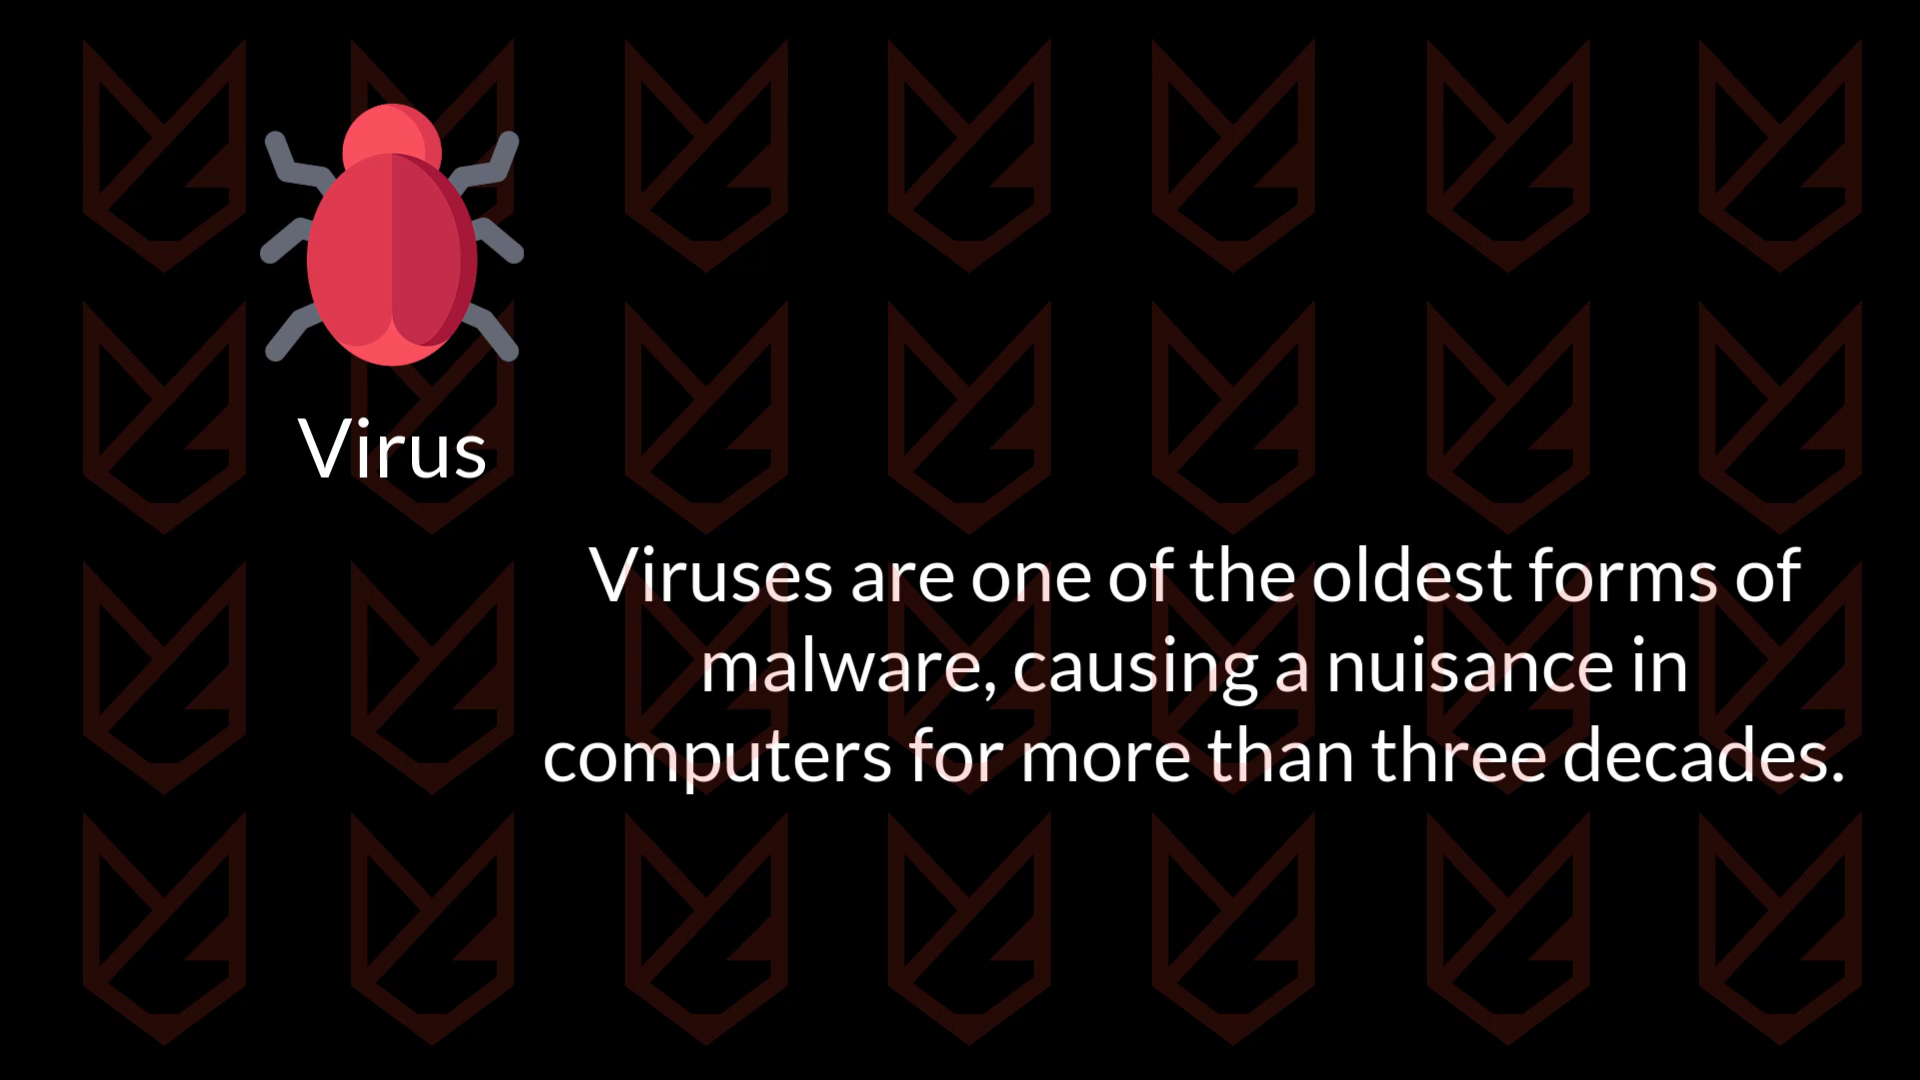 Virus
Viruses are one of the oldest forms of
malware, causing a nuisance in
computers for more than three decades.